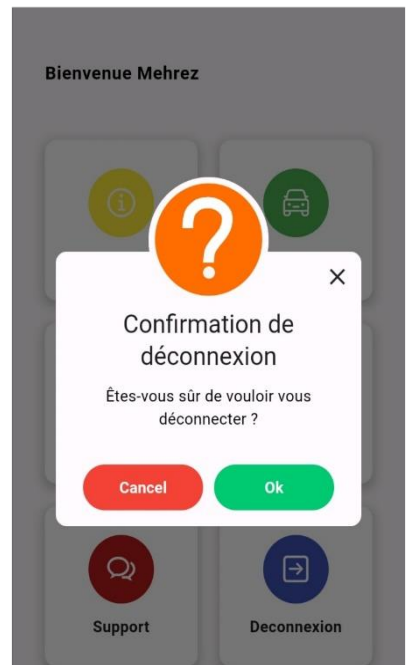 Bienvenue Mehrez
Confirmation de
déconnexion
Êtes-vous sûr de vouloir vous
déconnecter ?
Cancel Ok
Support Deconnexion